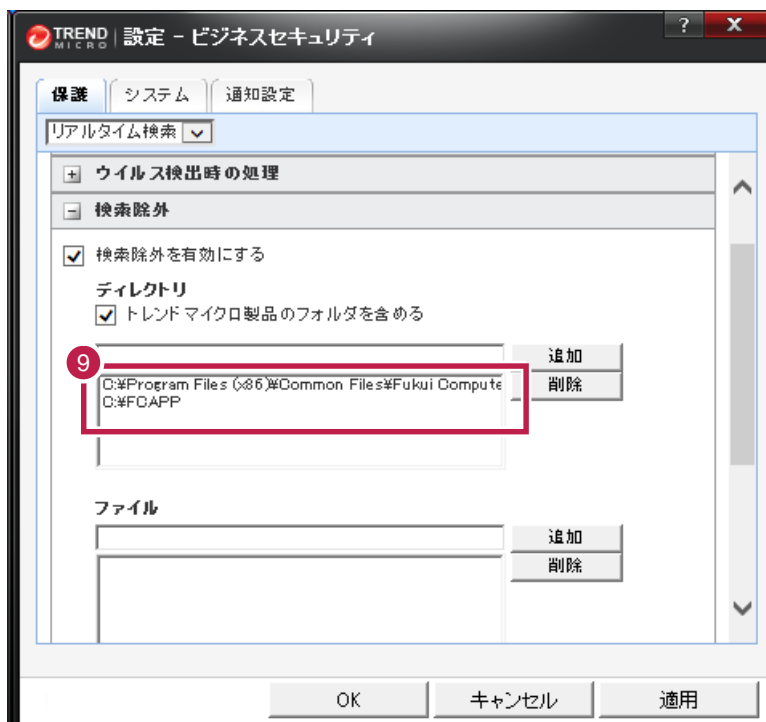 TREND MICRO 設定 – ビジネスセキュリティ ? X
保護 システム 通知設定
リアルタイム検索
+ ウイルス検出時の処理
- 検索除外
検索除外を有効にする
ディレクトリ
トレンドマイクロ製品のフォルダを含める
追加
9
C:¥Program Files (x86)¥Common Files¥Fukui Compute
削除
C:¥FCAPP
ファイル
追加
削除
OK キャンセル 適用